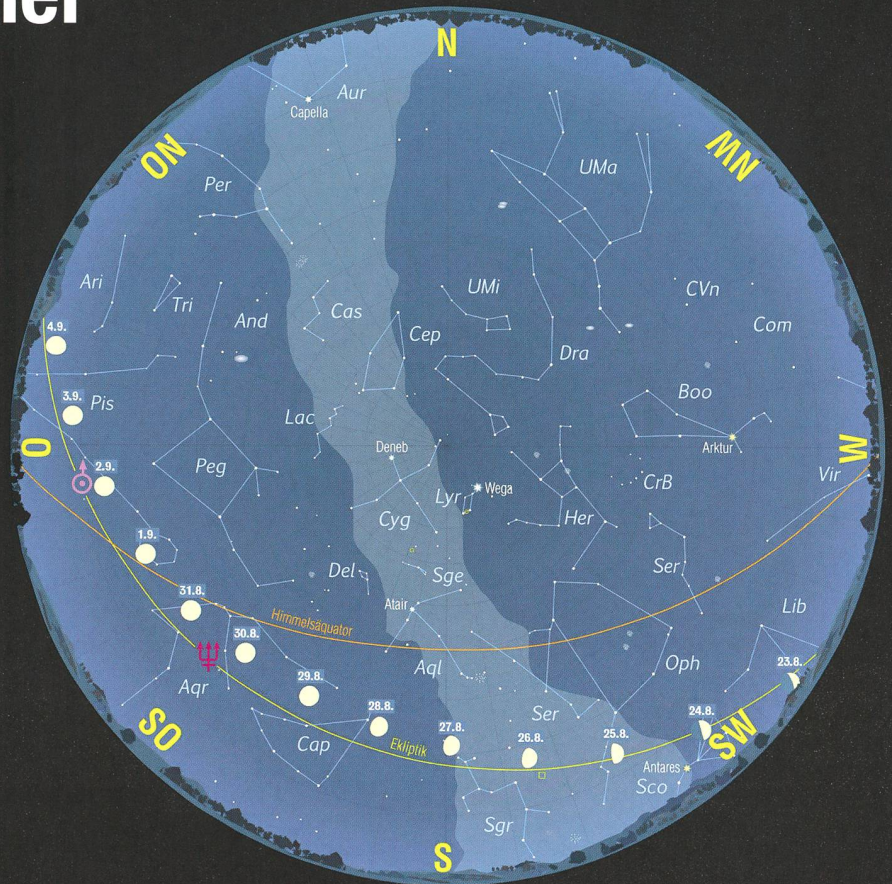 N
Aur
Capella
NO
NW
Per
UMa
Ari
Tri
UMi
CVn
And
Cas
Cep
Com
4.9.
Dra
Boo
3.9.
Pis
Lac
Arktur
O
Deneb
W
Peg
2.9.
Lyr
Wega
Vir
CrB
Cyg
Her
1.9.
Del
Sge
Ser
31.8.
Atair
Lib
Himmelsäquator
30.8.
Oph
Aql
23.8.
29.8.
Aqr
28.8.
Ser
24.8.
SO
27.8.
26.8.
25.8.
SW
Cap
Ekliptik
Antares
Sco
Sgr
S